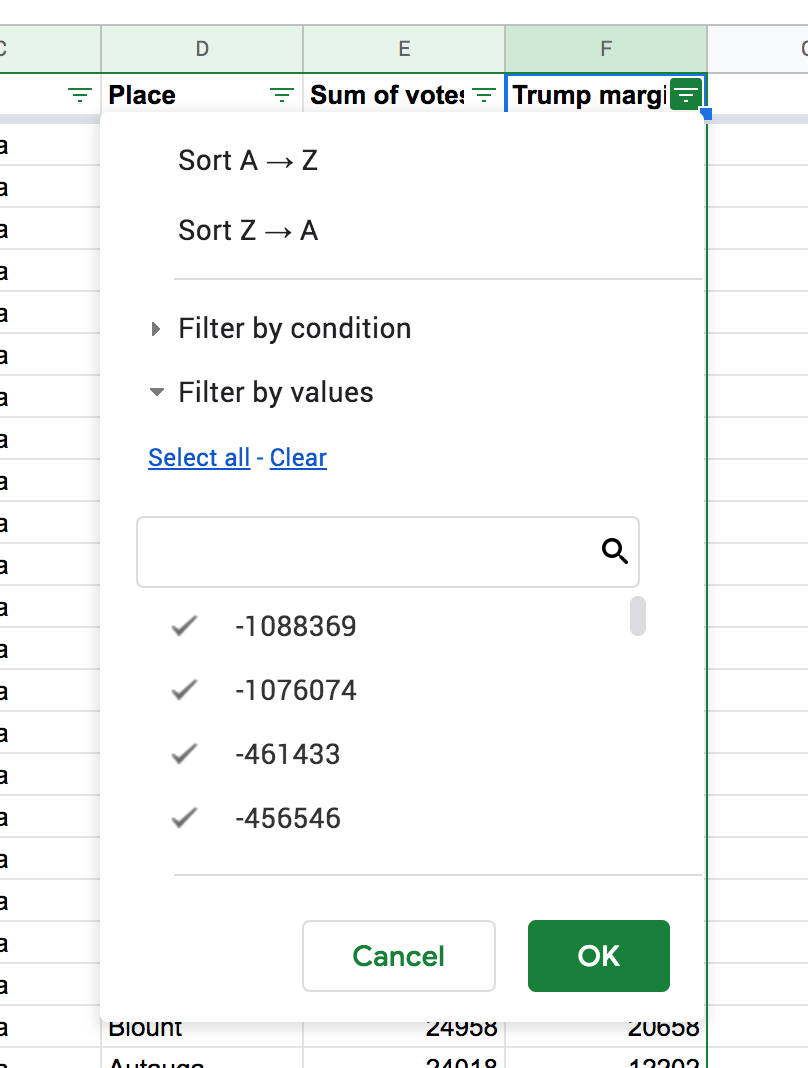 D E F
Place Sum of votes Trump margi
Sort A → Z
Sort Z → A
Filter by condition
Filter by values
Select all - Clear
-1088369
-1076074
-461433
-456546
Cancel OK
a Blount 24958 20658
a Autauga 24018 12202